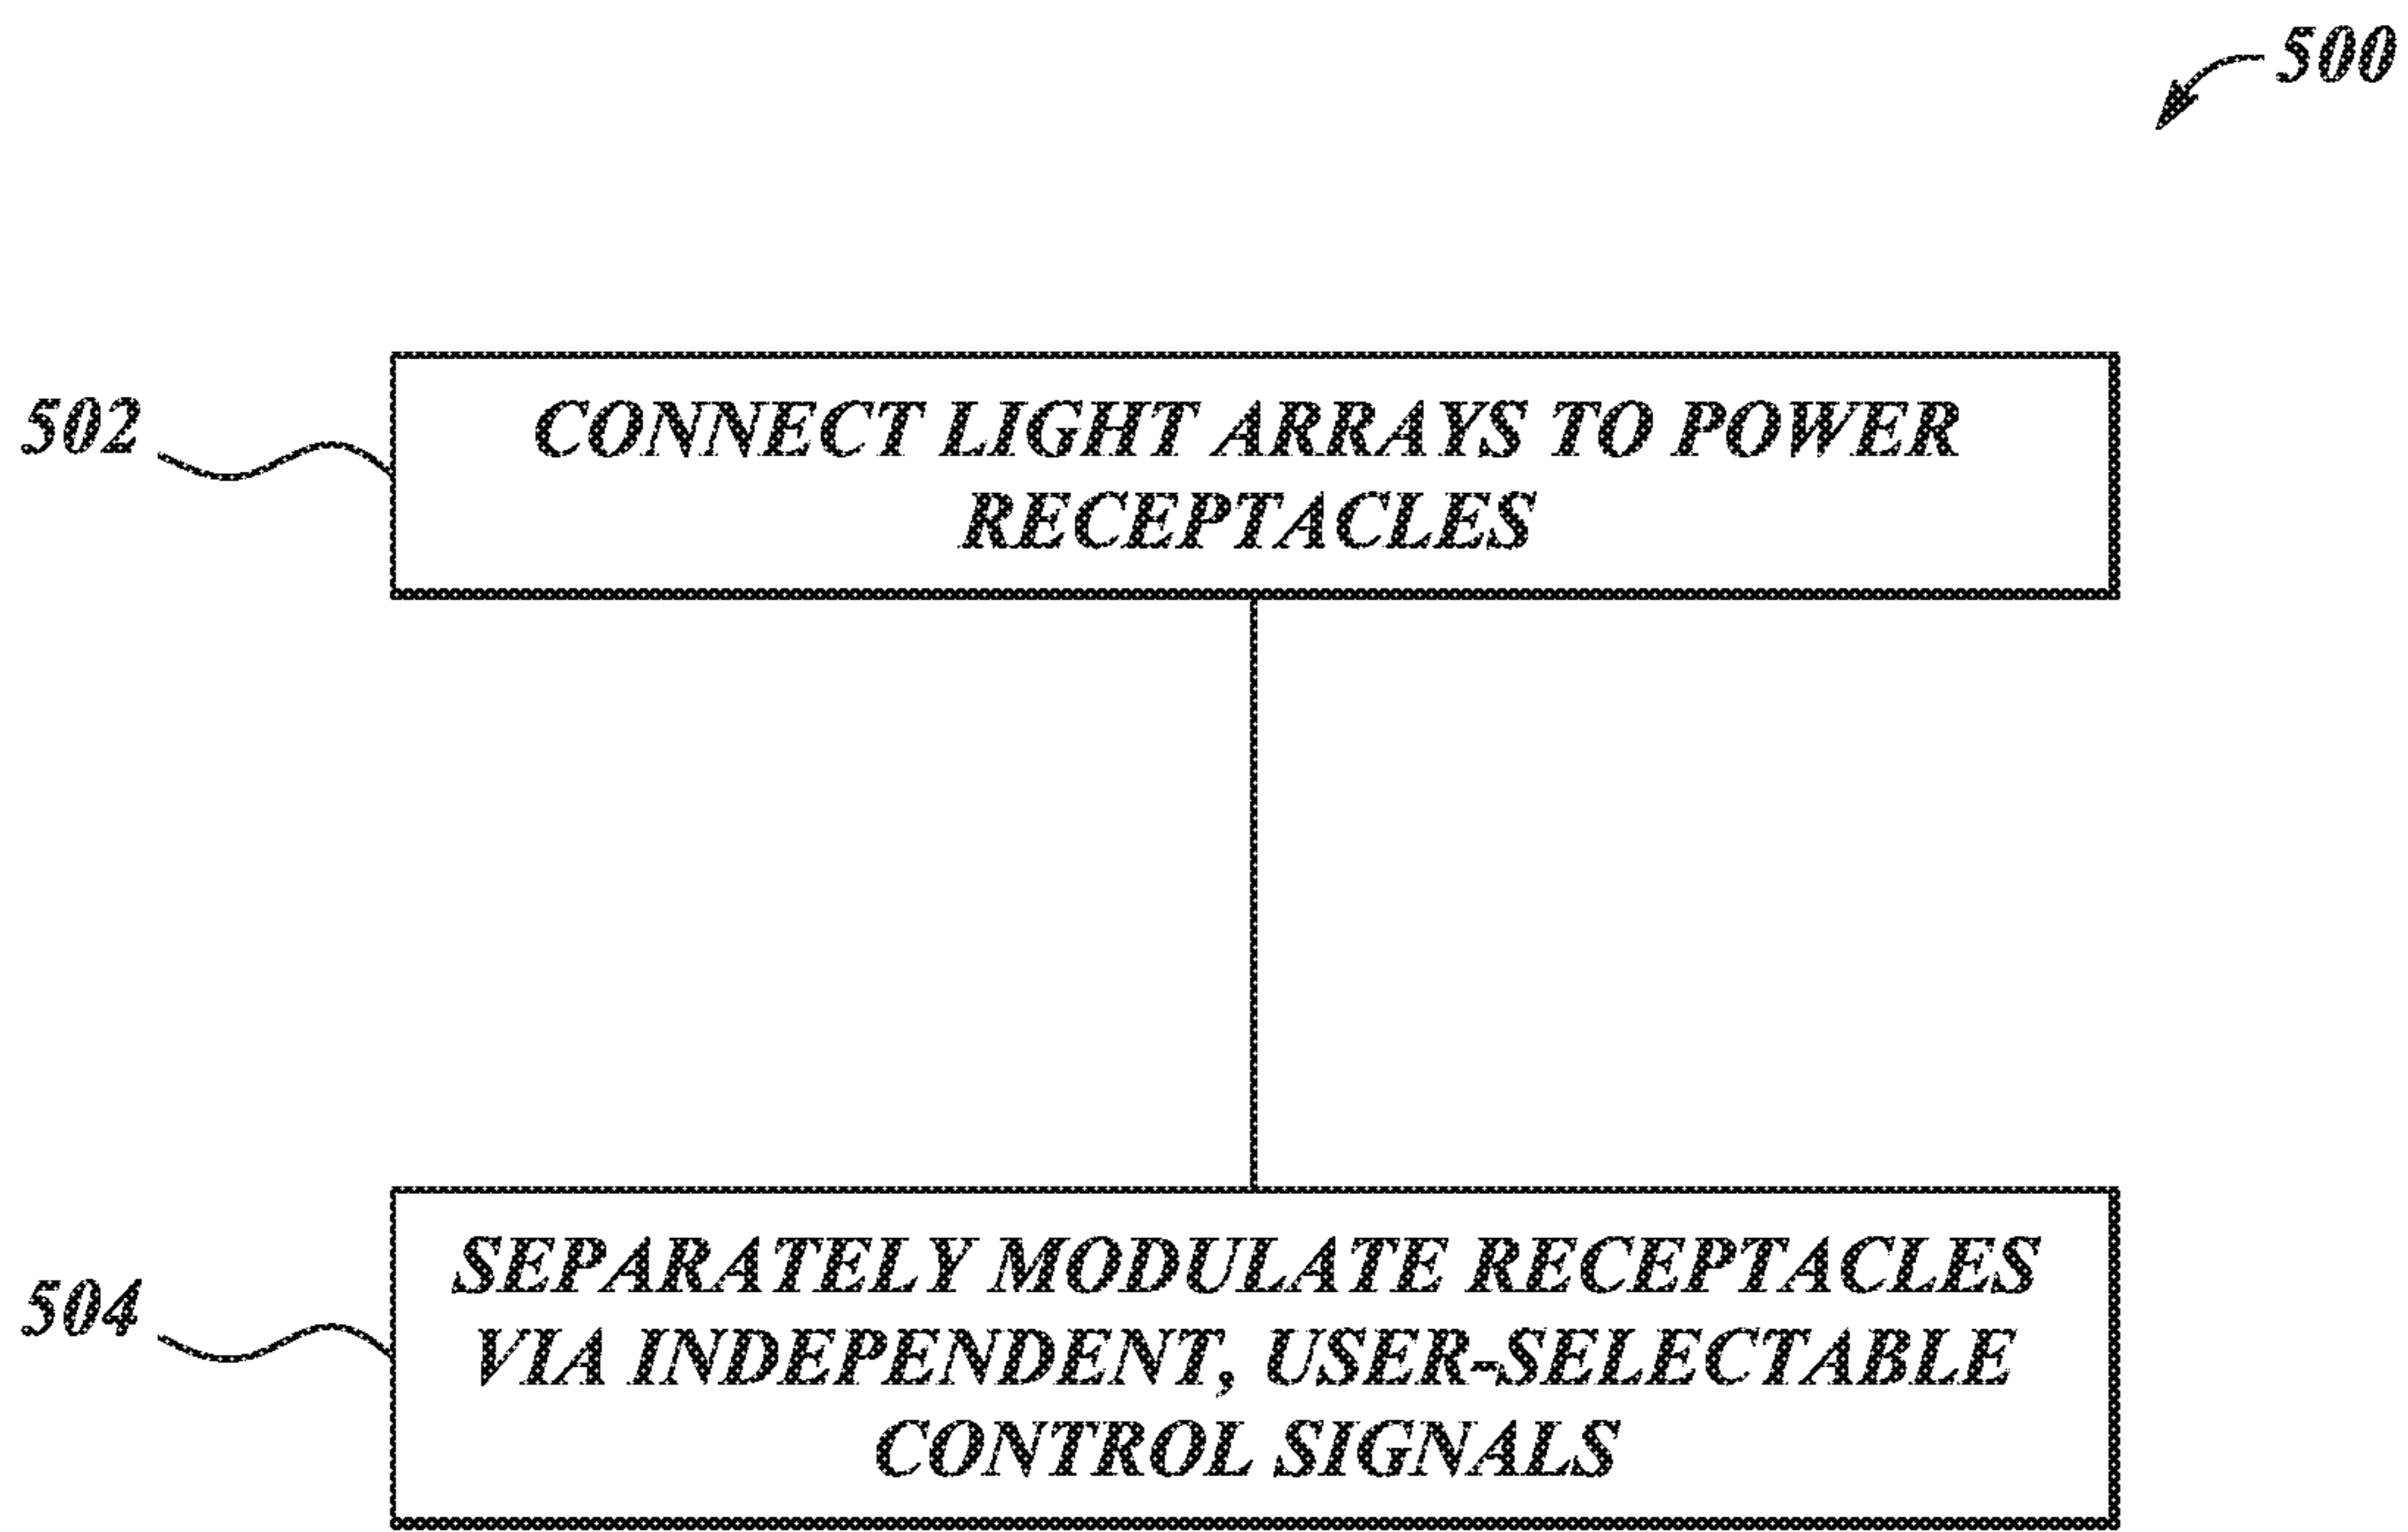 500
502
CONNECT LIGHT ARRAYS TO POWER
RECEPTACLES
504
SEPARATELY MODULATE RECEPTACLES
VIA INDEPENDENT, USER-SELECTABLE
CONTROL SIGNALS